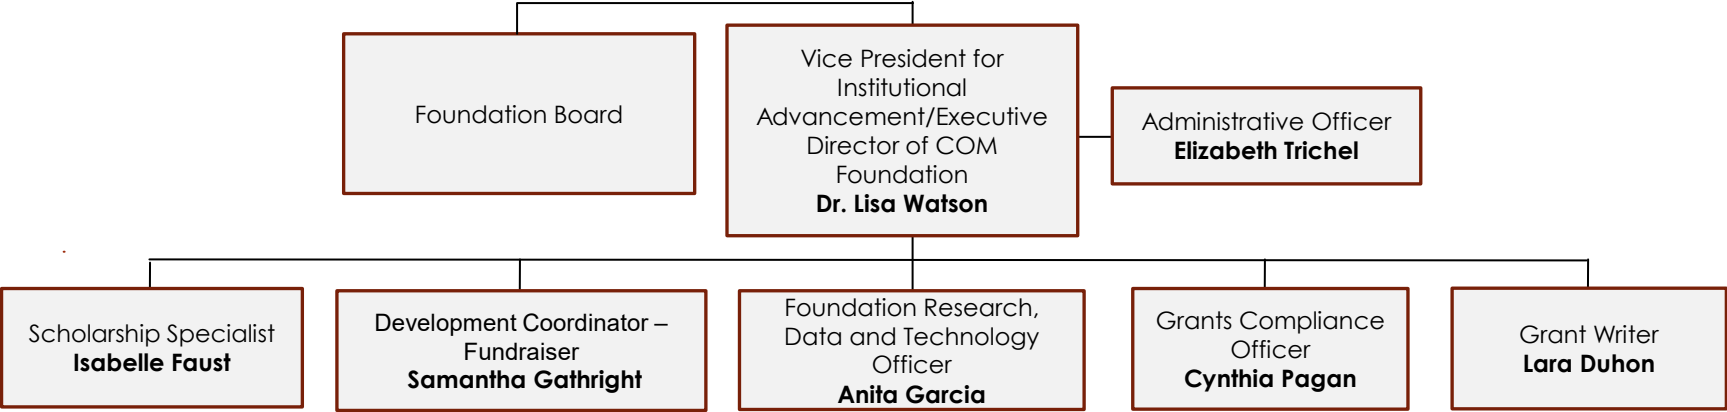 Foundation Board
Vice President for
Institutional
Advancement/Executive
Director of COM
Foundation
Dr. Lisa Watson
Administrative Officer
Elizabeth Trichel
Scholarship Specialist
Isabelle Faust
Development Coordinator –
Fundraiser
Samantha Gathright
Foundation Research,
Data and Technology
Officer
Anita Garcia
Grants Compliance
Officer
Cynthia Pagan
Grant Writer
Lara Duhon